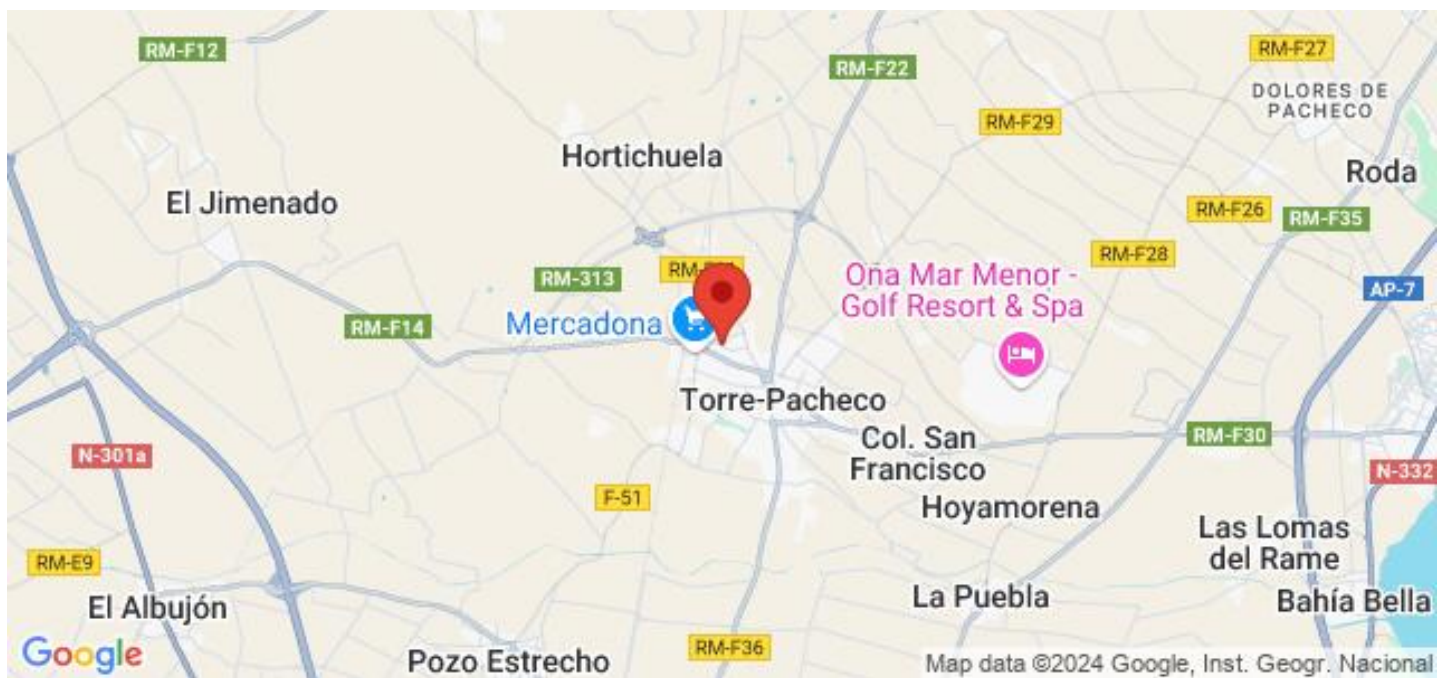 RM-F12
RM-F27
RM-F22
DOLORES DE
PACHECO
RM-F29
Hortichuela
Roda
El Jimenado
RM-F26
RM-F35
RM-F28
RM-313
Ona Mar Menor -
Golf Resort & Spa
AP-7
Mercadona
RM-F14
Torre-Pacheco
Col. San
Francisco
RM-F30
N-301a
N-332
F-51
Hoyamorena
Las Lomas
del Rame
RM-E9
El Albujón
La Puebla
Bahía Bella
Google
Pozo Estrecho
RM-F36
Map data ©2024 Google, Inst. Geogr. Nacional